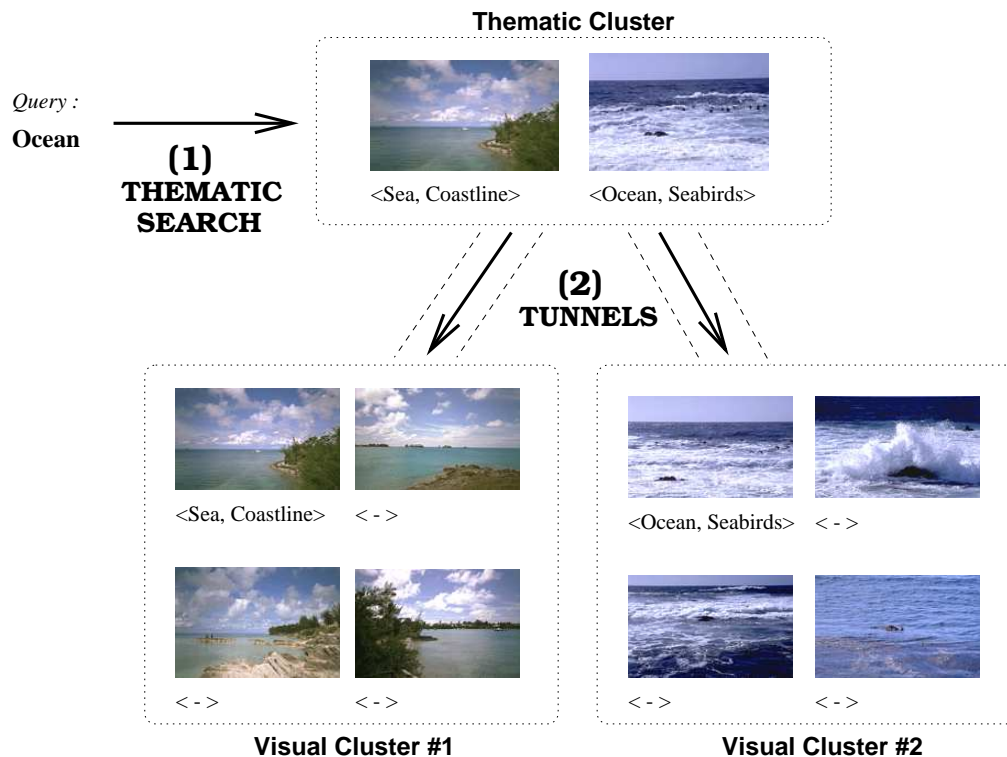 Thematic Cluster
Query :
Ocean
(1)
THEMATIC
SEARCH
<Sea, Coastline> <Ocean, Seabirds>
(2)
TUNNELS
<Sea, Coastline> < - >
< - > < - >
Visual Cluster #1
<Ocean, Seabirds> < - >
< - > < - >
Visual Cluster #2